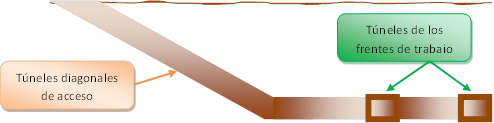 Túneles de los
frentes de trabajo
Túneles diagonales
de acceso